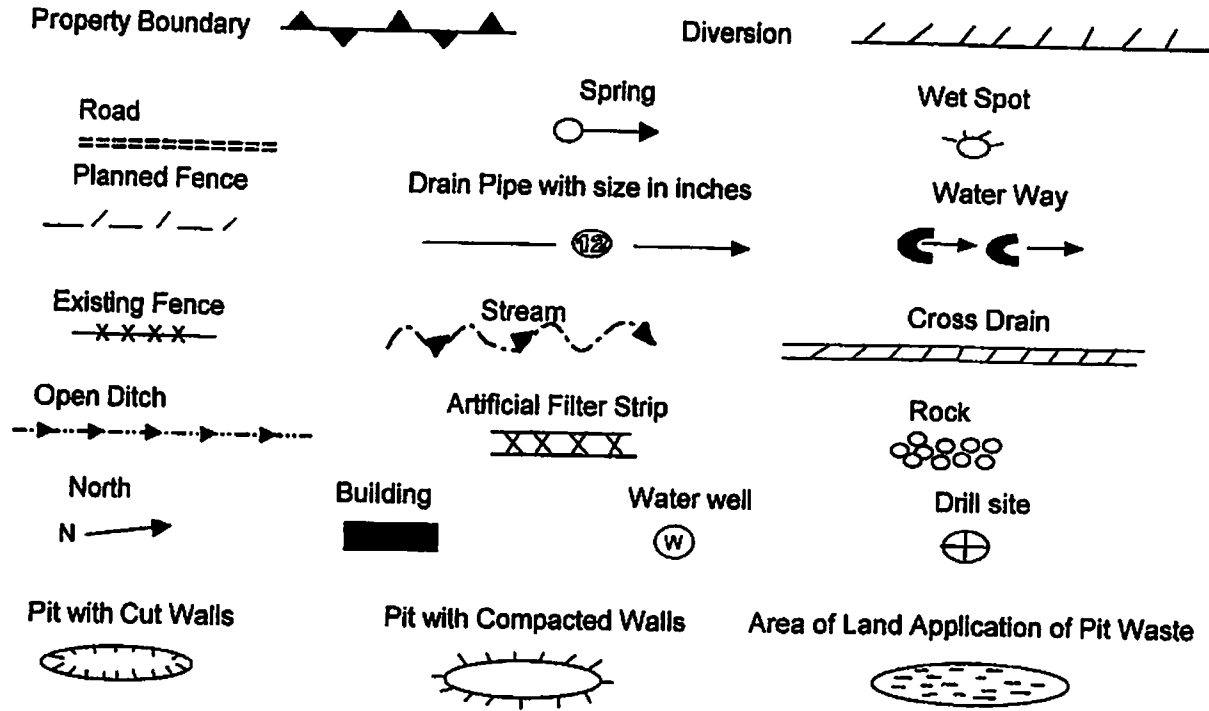 Property Boundary
Diversion
Road
Spring
Wet Spot
Planned Fence
Drain Pipe with size in inches
12
Water Way
Existing Fence
Stream
Cross Drain
Open Ditch
Artificial Filter Strip
Rock
North
N
Building
Water well
W
Drill site
Pit with Cut Walls
Pit with Compacted Walls
Area of Land Application of Pit Waste